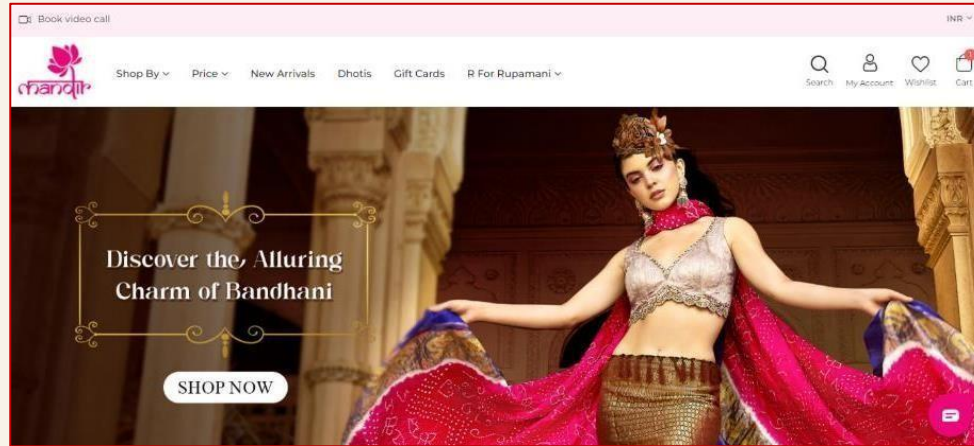 Book video call
INR
mandir
Shop By
Price
New Arrivals
Dhotis
Gift Cards
R For Rupamani
Search
My Account
Wishlist
Cart
Discover the Alluring
Charm of Bandhani
SHOP NOW